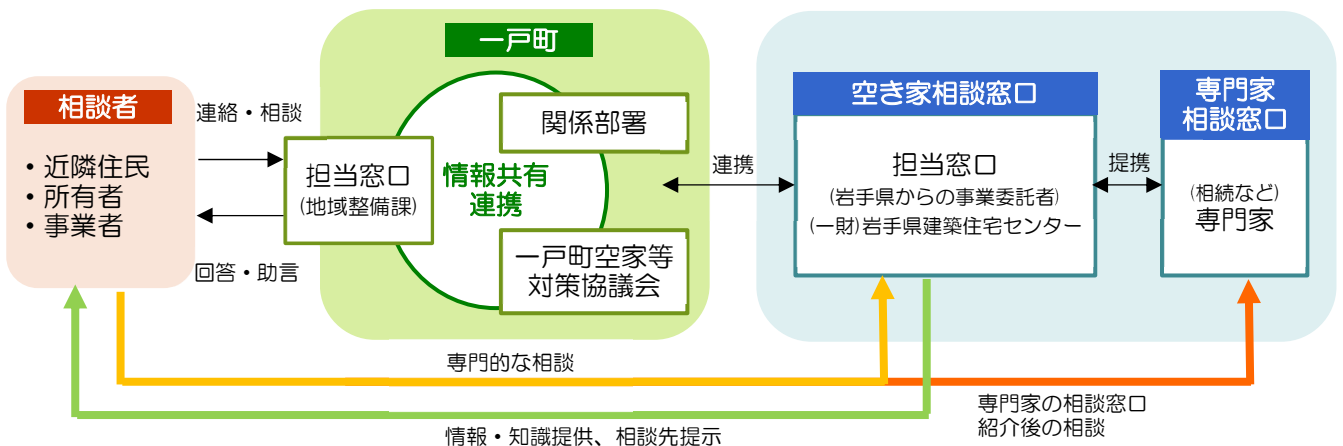 相談者
・近隣住民
・所有者
・事業者
連絡・相談
回答・助言
一戸町
担当窓口
(地域整備課)
情報共有
連携
関係部署
一戸町空家等
対策協議会
連携
空き家相談窓口
担当窓口
(岩手県からの事業委託者)
(一財)岩手県建築住宅センター
提携
専門家
相談窓口
(相続など)
専門家
専門的な相談
専門家の相談窓口
紹介後の相談
情報・知識提供、相談先提示